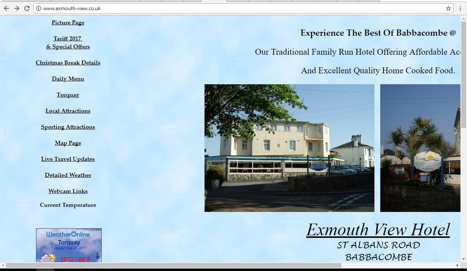 www.exmouth-view.co.uk
Picture Page
Tariff 2017
& Special Offers
Christmas Break Details
Daily Menu
Torquay
Local Attractions
Sporting Attractions
Map Page
Live Travel Updates
Detailed Weather
Webcam Links
Current Temperature
WeatherOnline
Torquay
Experience The Best Of Babbacombe @
Our Traditional Family Run Hotel Offering Affordable Acc
And Excellent Quality Home Cooked Food.
Exmouth View Hotel
ST ALBANS ROAD
BABBACOMBE